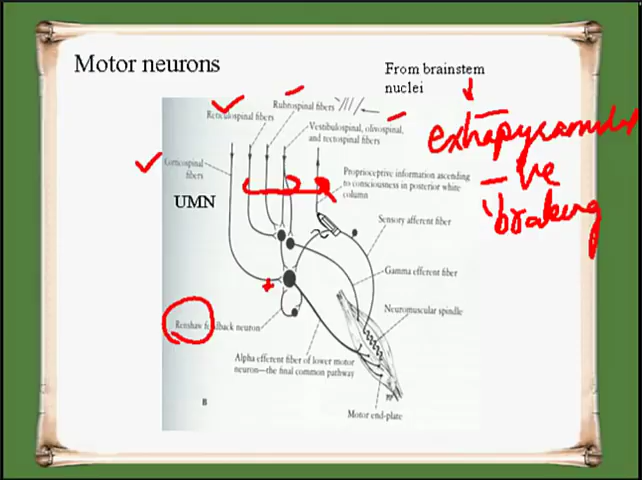 Motor neurons
From brainstem
nuclei
Rubrospinal fibers
Reticulospinal fibers
Vestibulospinal, olivospinal,
and tectospinal fibers
extrapyramidal
Corticospinal
fibers
Proprioceptive information ascending
to consciousness in posterior white
column
- ve
braking
UMN
Sensory afferent fiber
Gamma efferent fiber
+
Neuromuscular spindle
Renshaw feedback neuron
Alpha efferent fiber of lower motor
neuron—the final common pathway
B
Motor end-plate